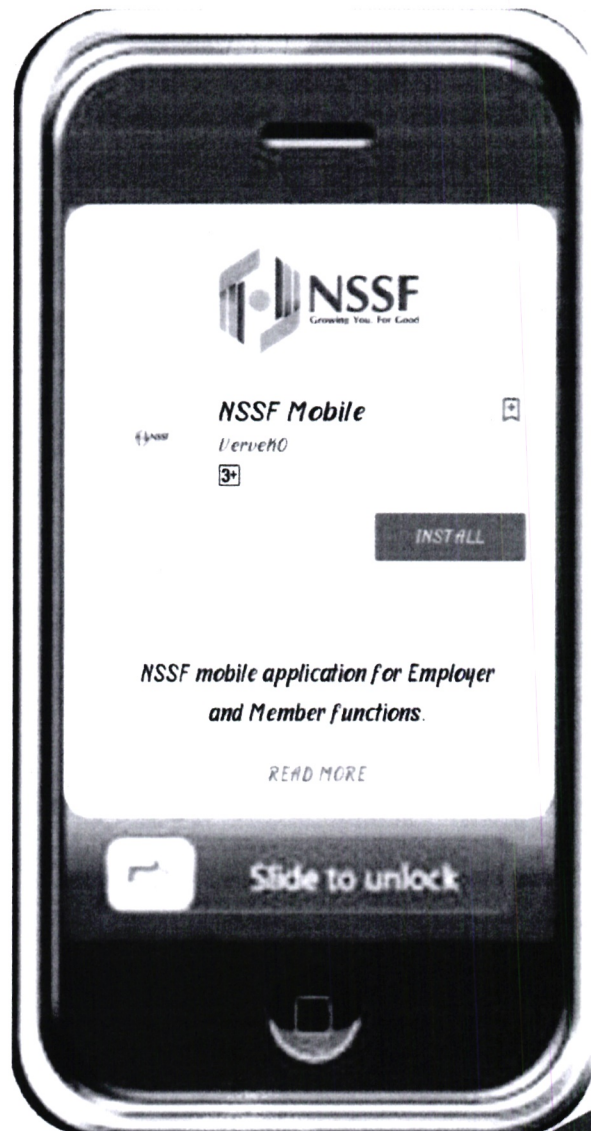 NSSF
Growing You. For Good
NSSF Mobile
NSSF
VerveKO
3+
INSTALL
NSSF mobile application for Employer
and Member functions.
READ MORE
Slide to unlock